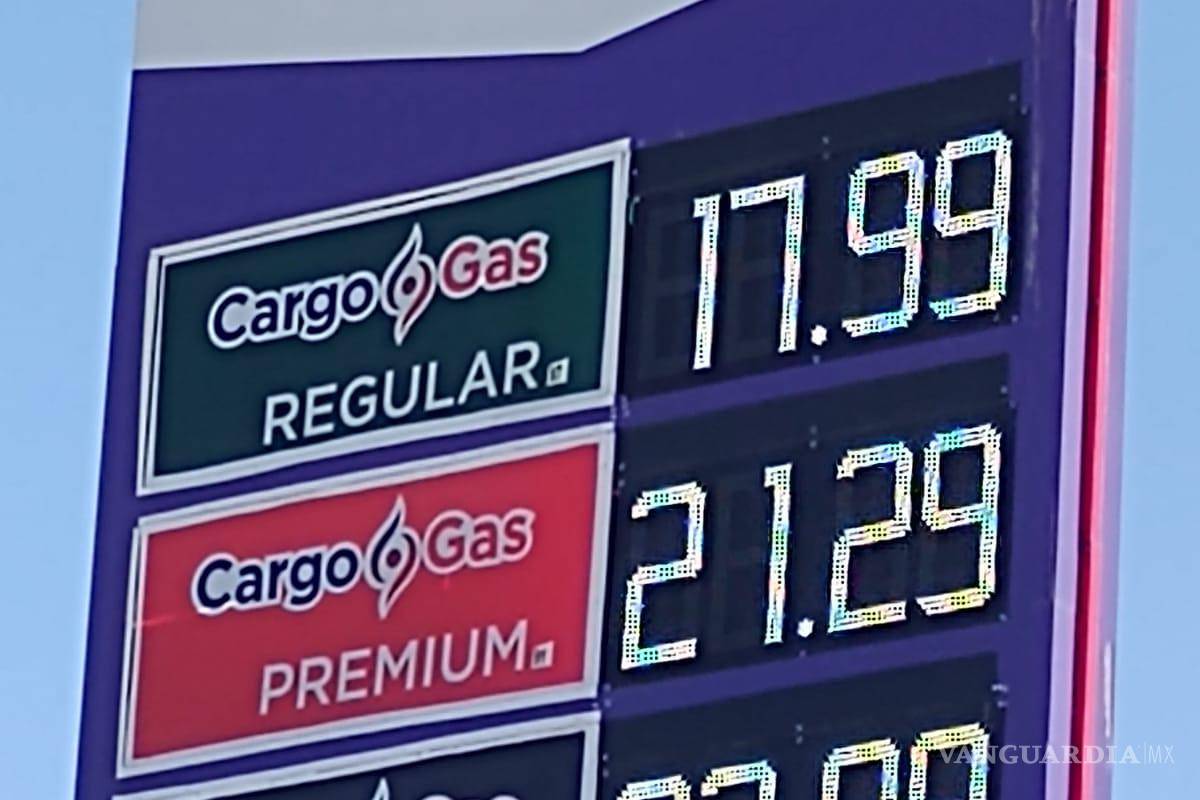 Cargo Gas
REGULAR
17.99
Cargo Gas
PREMIUM
21.29
VANGUARDIA|MX